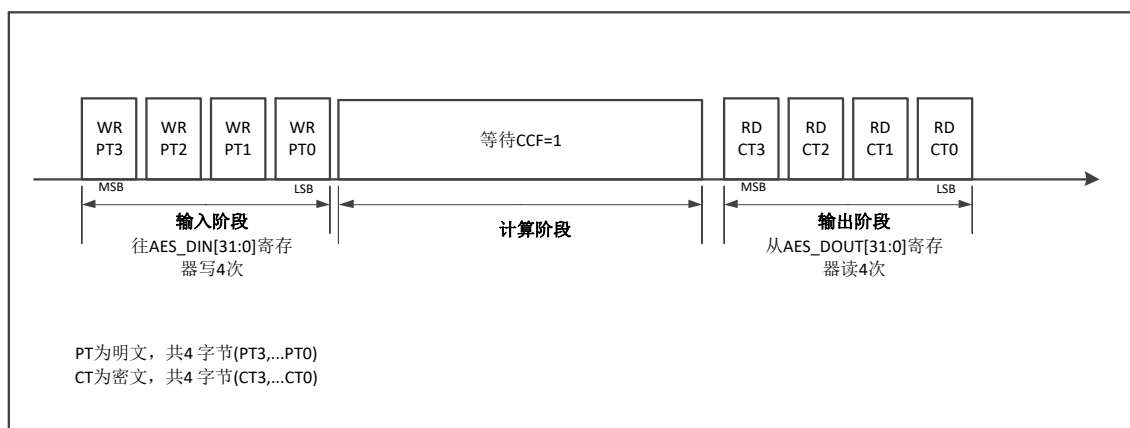 WR
PT3
WR
PT2
WR
PT1
WR
PT0
等待CCF=1
RD
CT3
RD
CT2
RD
CT1
RD
CT0
MSB
LSB
MSB
LSB
输入阶段
往AES_DIN[31:0]寄存
器写4次
计算阶段
输出阶段
从AES_DOUT[31:0]寄存
器读4次
PT为明文，共4 字节(PT3,...PT0)
CT为密文，共4 字节(CT3,...CT0)